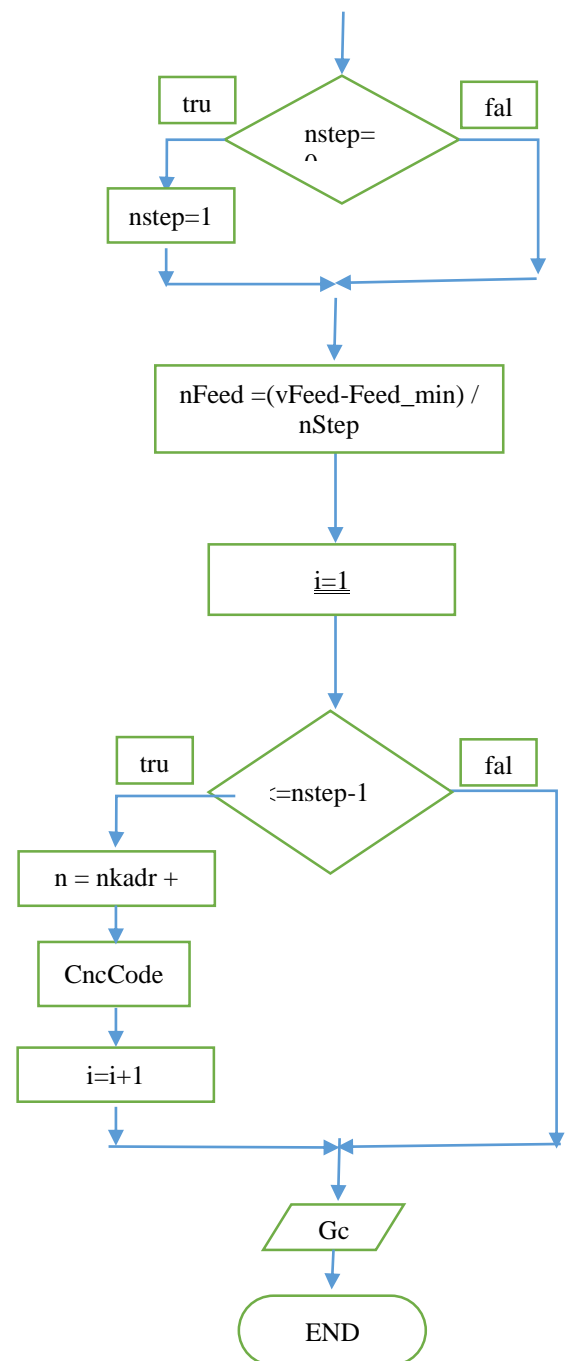 tru
fal
nstep=
nstep=1
nFeed =(vFeed-Feed_min) /
nStep
i=1
tru
fal
<=nstep-1
n = nkadr +
CncCode
i=i+1
Gc
END